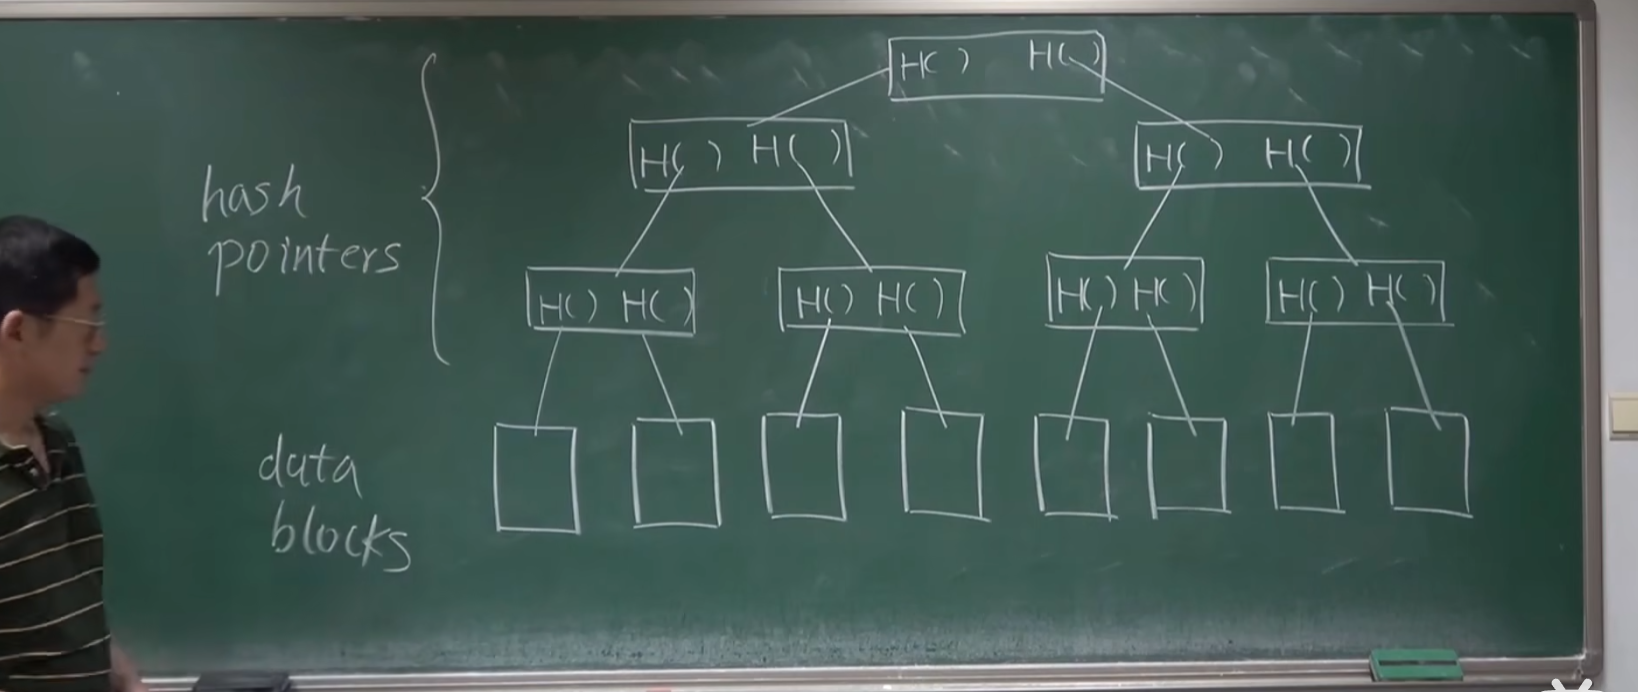 H( ) H( )
H( ) H( ) H( ) H( )
hash
pointers
H( ) H( ) H( ) H( ) H( ) H( ) H( ) H( )
data
blocks